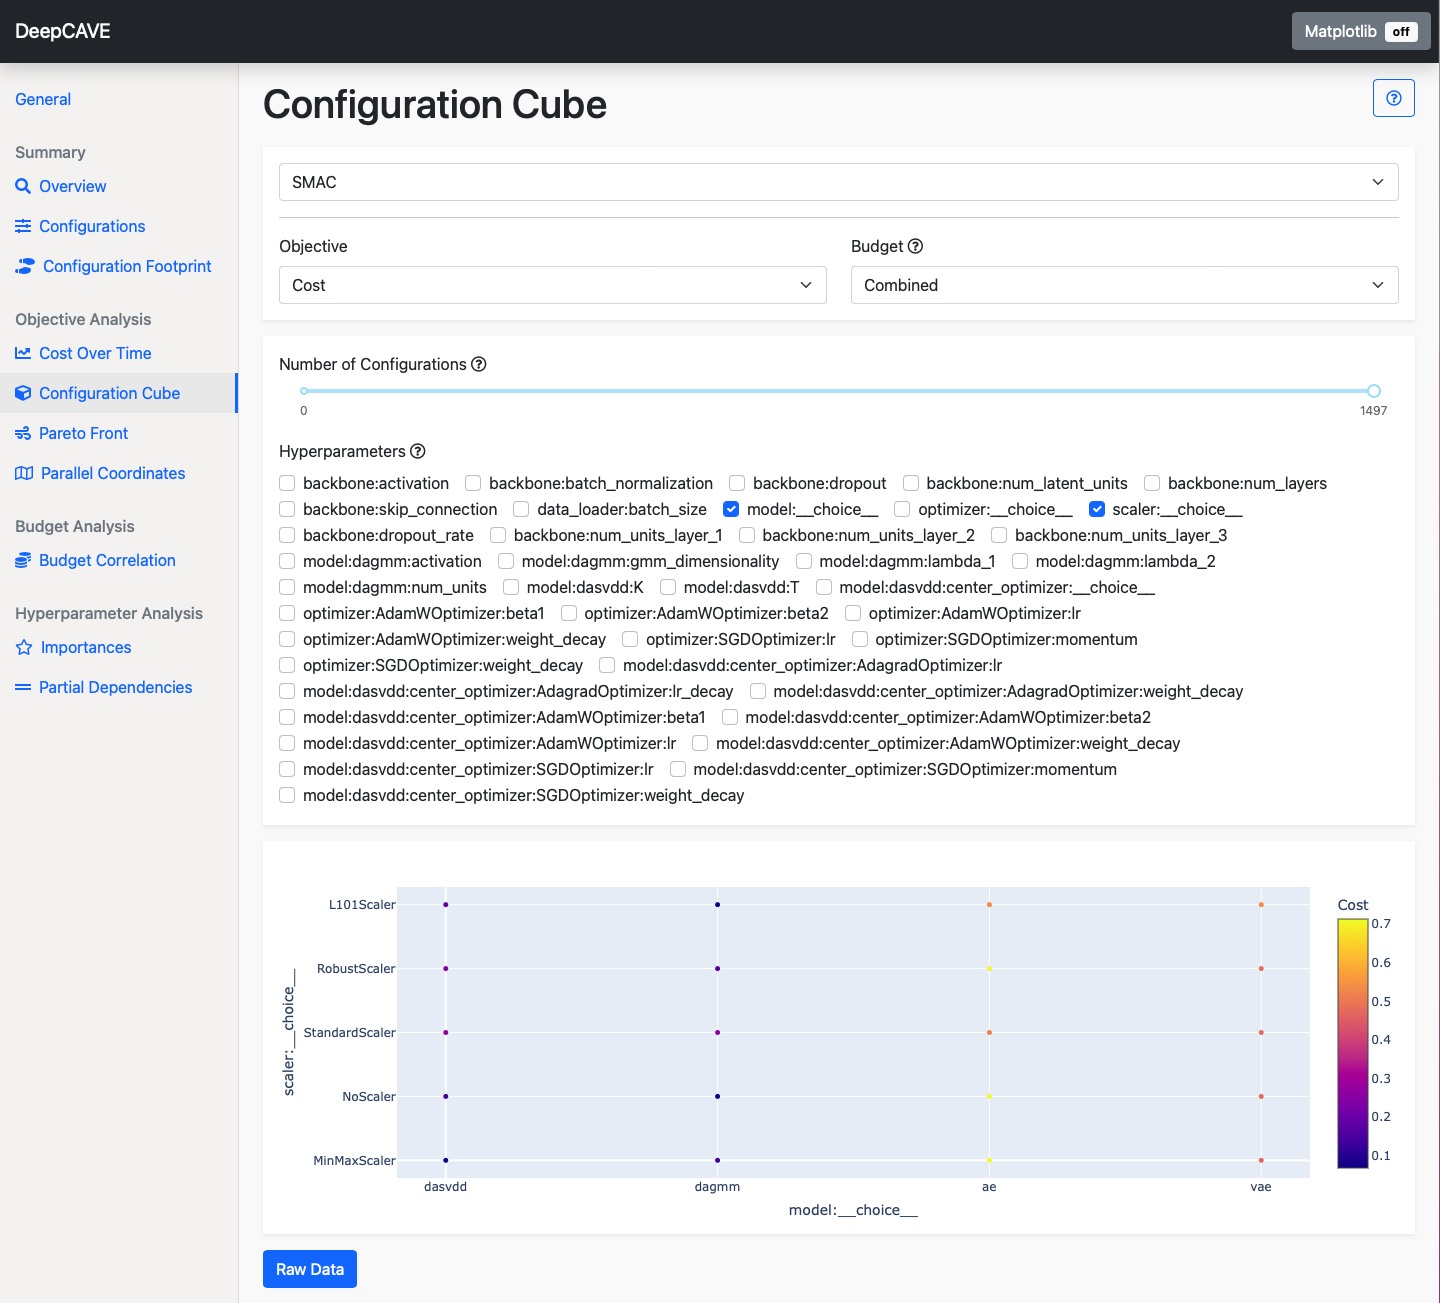 DeepCAVE
Matplotlib off
General
Summary
Overview
Configurations
Configuration Footprint
Objective Analysis
Cost Over Time
Configuration Cube
Pareto Front
Parallel Coordinates
Budget Analysis
Budget Correlation
Hyperparameter Analysis
Importances
Partial Dependencies
Configuration Cube
SMAC
Objective
Budget
Cost
Combined
Number of Configurations
0 1497
Hyperparameters
backbone:activation backbone:batch_normalization backbone:dropout backbone:num_latent_units backbone:num_layers
backbone:skip_connection data_loader:batch_size model:__choice__ optimizer:__choice__ scaler:__choice__
backbone:dropout_rate backbone:num_units_layer_1 backbone:num_units_layer_2 backbone:num_units_layer_3
model:dagmm:activation model:dagmm:gmm_dimensionality model:dagmm:lambda_1 model:dagmm:lambda_2
model:dagmm:num_units model:dasvdd:K model:dasvdd:T model:dasvdd:center_optimizer:__choice__
optimizer:AdamWOptimizer:beta1 optimizer:AdamWOptimizer:beta2 optimizer:AdamWOptimizer:lr
optimizer:AdamWOptimizer:weight_decay optimizer:SGDOptimizer:lr optimizer:SGDOptimizer:momentum
optimizer:SGDOptimizer:weight_decay model:dasvdd:center_optimizer:AdagradOptimizer:lr
model:dasvdd:center_optimizer:AdagradOptimizer:lr_decay model:dasvdd:center_optimizer:AdagradOptimizer:weight_decay
model:dasvdd:center_optimizer:AdamWOptimizer:beta1 model:dasvdd:center_optimizer:AdamWOptimizer:beta2
model:dasvdd:center_optimizer:AdamWOptimizer:lr model:dasvdd:center_optimizer:AdamWOptimizer:weight_decay
model:dasvdd:center_optimizer:SGDOptimizer:lr model:dasvdd:center_optimizer:SGDOptimizer:momentum
model:dasvdd:center_optimizer:SGDOptimizer:weight_decay
scaler:__choice__
L101Scaler
RobustScaler
StandardScaler
NoScaler
MinMaxScaler
dasvdd dagmm ae vae
model:__choice__
Cost
0.7
0.6
0.5
0.4
0.3
0.2
0.1
Raw Data